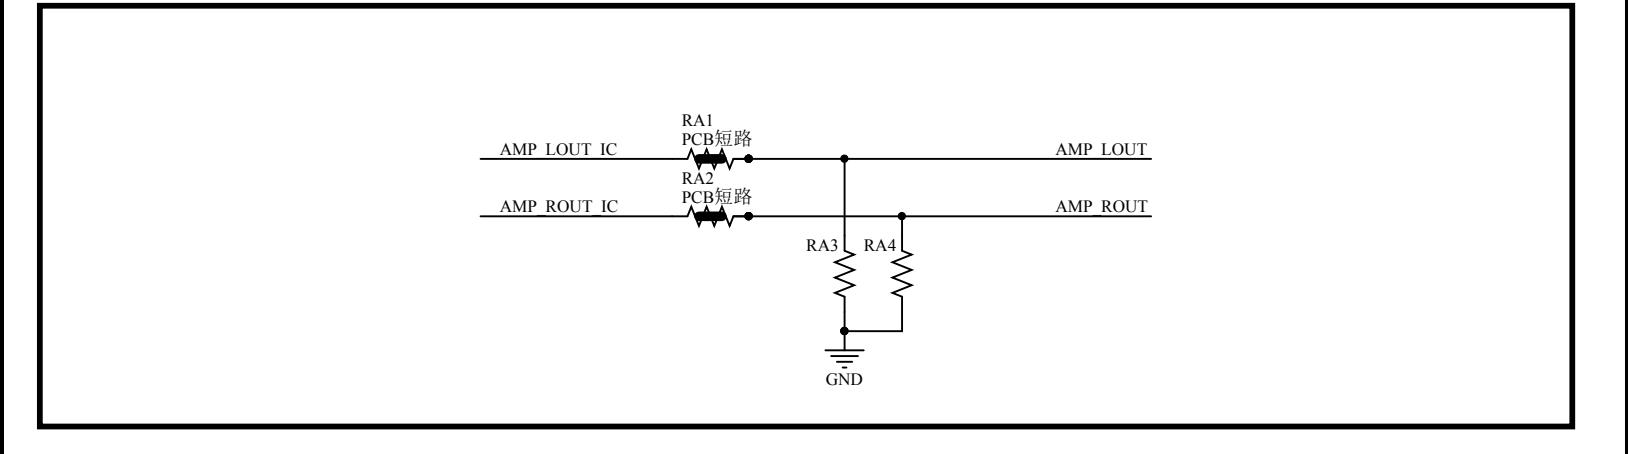 RA1
PCB短路
AMP_LOUT_IC
AMP_LOUT
RA2
PCB短路
AMP_ROUT_IC
AMP_ROUT
RA3
RA4
GND